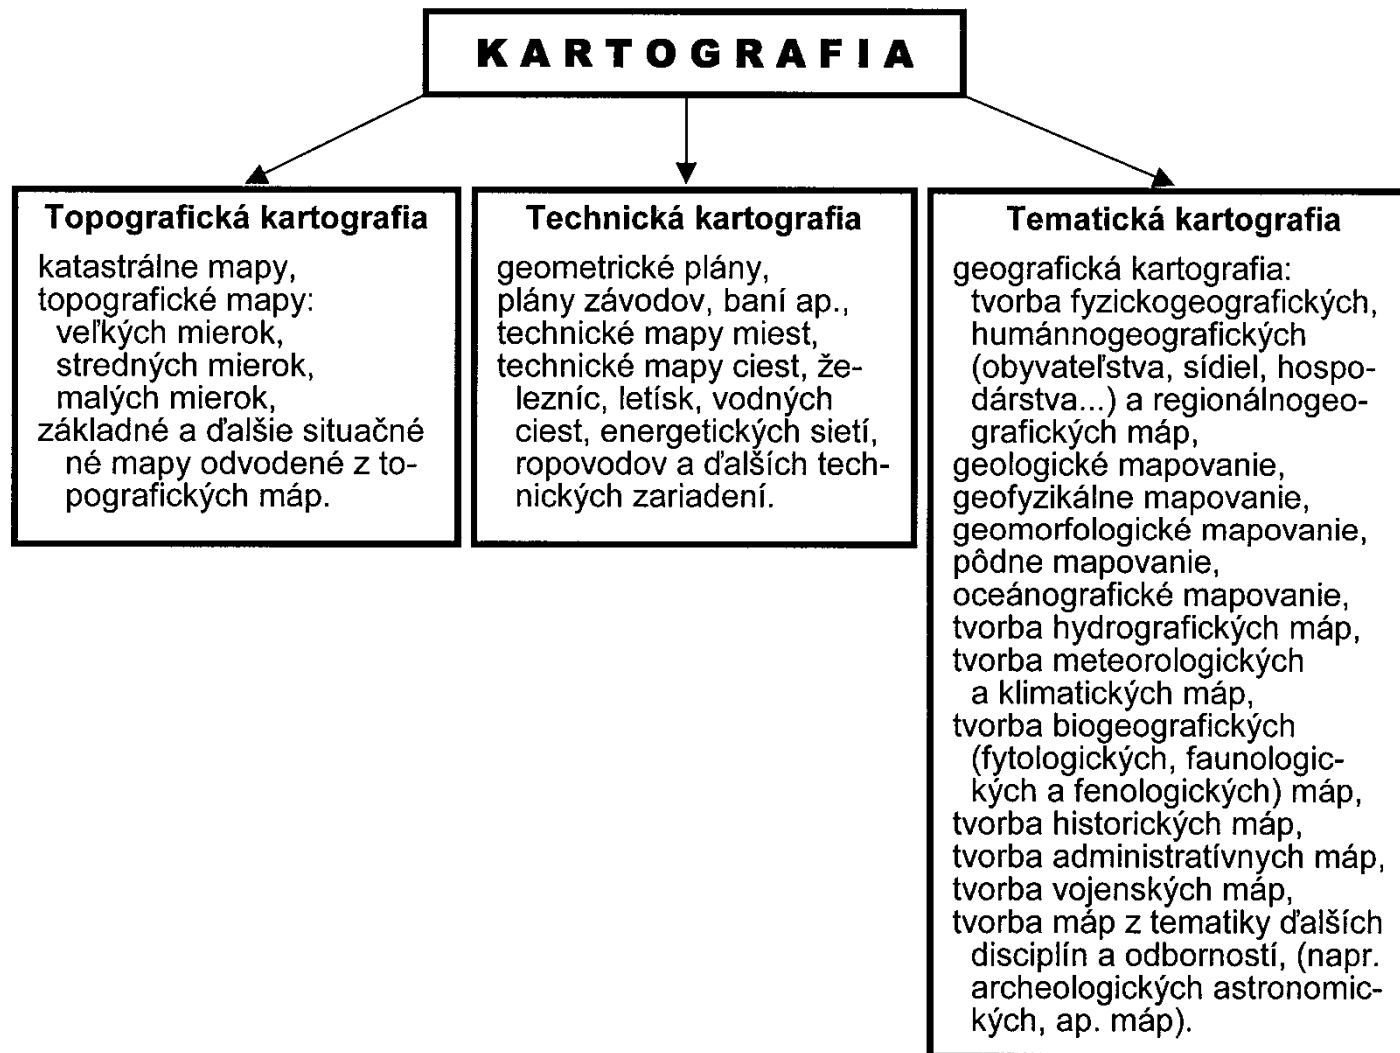 KARTOGRAFIA
Topografická kartografia
katastrálne mapy,
topografické mapy:
veľkých mierok,
stredných mierok,
malých mierok,
základné a ďalšie situačné
né mapy odvodené z to-
pografických máp.
Technická kartografia
geometrické plány,
plány závodov, baní ap.,
technické mapy miest,
technické mapy ciest, že-
lezníc, letísk, vodných
ciest, energetických sietí,
ropovodov a ďalších tech-
nických zariadení.
Tematická kartografia
geografická kartografia:
tvorba fyzickogeografických,
humánnogeografických
(obyvateľstva, sídiel, hospo-
dárstva...) a regionálnogeo-
grafických máp,
geologické mapovanie,
geofyzikálne mapovanie,
geomorfologické mapovanie,
pôdne mapovanie,
oceánografické mapovanie,
tvorba hydrografických máp,
tvorba meteorologických
a klimatických máp,
tvorba biogeografických
(fytologických, faunologic-
kých a fenologických) máp,
tvorba historických máp,
tvorba administratívnych máp,
tvorba vojenských máp,
tvorba máp z tematiky ďalších
disciplín a odborností, (napr.
archeologických astronomic-
kých, ap. máp).